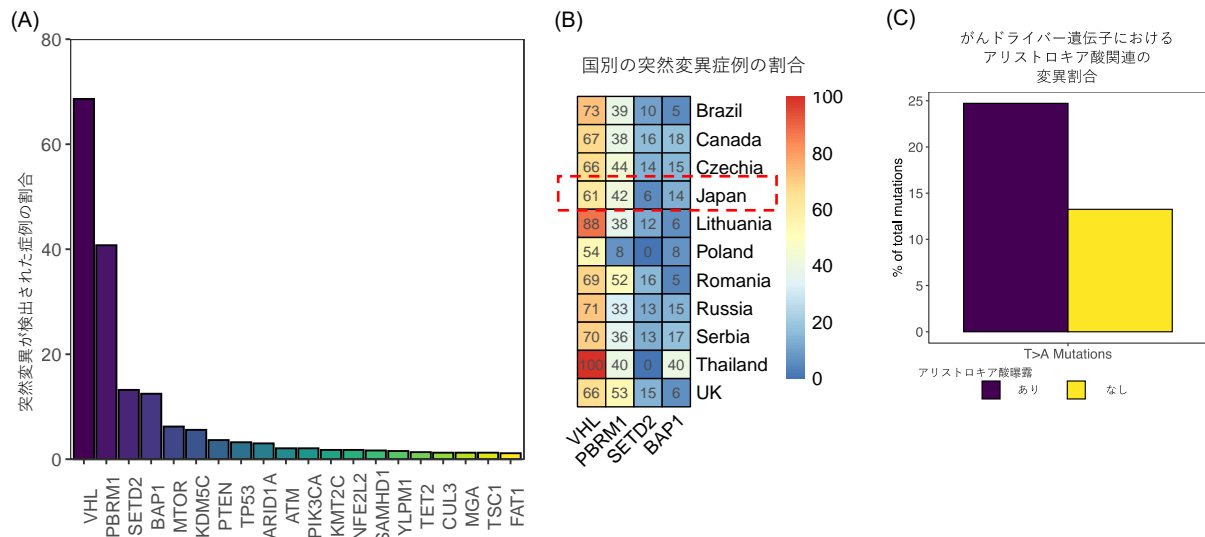 (A)
80
60
40
20
0
突然変異が検出された症例の割合
VHL
PBRM1
SETD2
BAP1
MTOR
KDM5C
PTEN
TP53
ARID1A
ATM
PIK3CA
KMT2C
NFE2L2
SAMHD1
YLPM1
TET2
CUL3
MGA
TSC1
FAT1
(B)
国別の突然変異症例の割合
73 39 10 5 Brazil
67 38 16 18 Canada
66 44 14 15 Czechia
61 42 6 14 Japan
88 38 12 6 Lithuania
54 8 0 8 Poland
69 52 16 5 Romania
71 33 13 15 Russia
70 36 13 17 Serbia
100 40 0 40 Thailand
66 53 15 6 UK
VHL
PBRM1
SETD2
BAP1
100
80
60
40
20
0
(C)
がんドライバー遺伝子における
アリストロキア酸関連の
変異割合
25
20
15
10
5
0
% of total mutations
T>A Mutations
アリストロキア酸曝露
あり なし